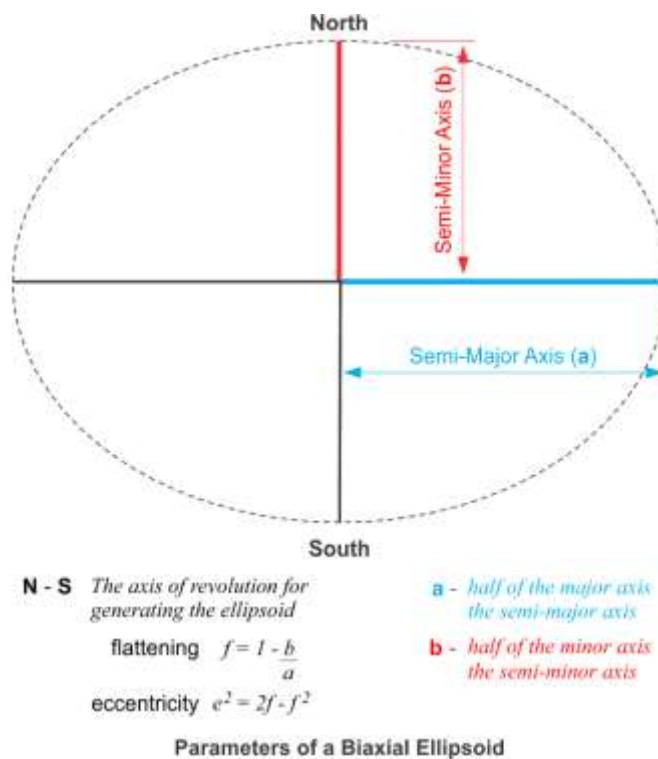 North
Semi-Minor Axis (b)
Semi-Major Axis (a)
South
N - S The axis of revolution for
generating the ellipsoid
flattening f = 1 - b/a
eccentricity e² = 2f - f²
a - half of the major axis
the semi-major axis
b - half of the minor axis
the semi-minor axis
Parameters of a Biaxial Ellipsoid